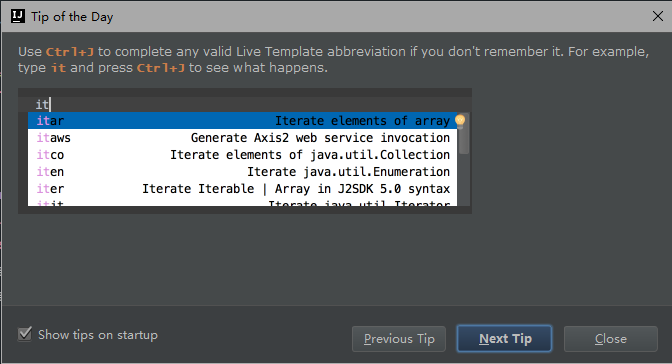 IJ Tip of the Day
Use Ctrl+J to complete any valid Live Template abbreviation if you don't remember it. For example,
type it and press Ctrl+J to see what happens.
it
itar Iterate elements of array
itaws Generate Axis2 web service invocation
itco Iterate elements of java.util.Collection
iten Iterate java.util.Enumeration
iter Iterate Iterable | Array in J2SDK 5.0 syntax
itit Iterate java.util.Iterator
Show tips on startup
Previous Tip Next Tip Close